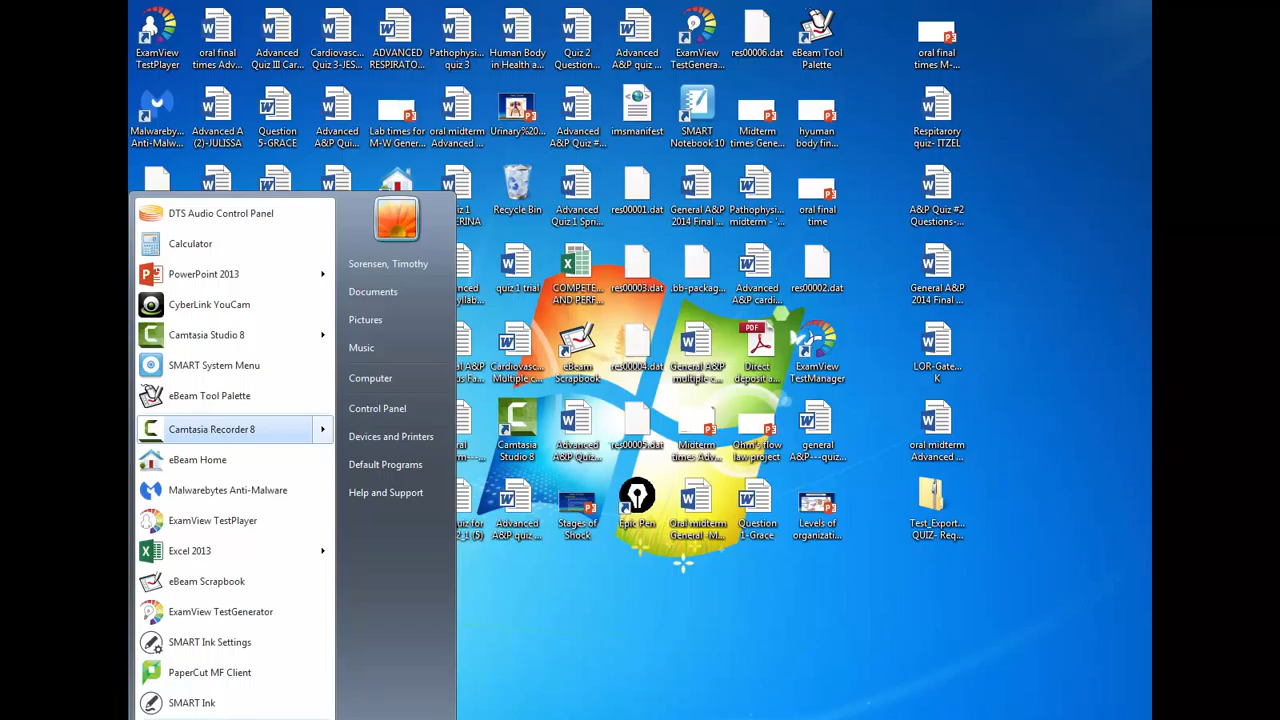 ExamView
TestPlayer
oral final
times Adv...
Advanced
Quiz III Car...
Cardiovasc...
Quiz 3-JES...
ADVANCED
RESPIRATO...
Pathophysi...
quiz 3
Human Body
in Health a...
Quiz 2
Question...
Advanced
A&P quiz ...
ExamView
TestGenera...
res00006.dat
eBeam Tool
Palette
oral final
times M-...
Malwareby...
Anti-Malw...
Advanced A
(2)-JULISSA
Question
5-GRACE
Advanced
A&P Qui...
Lab times for
M-W Gener...
oral midterm
Advanced ...
Urinary%20...
Advanced
A&P Quiz #...
imsmanifest
SMART
Notebook 10
Midterm
times Gene...
hyuman
body fin...
Respitarory
quiz- ITZEL
Recycle Bin
Advanced
Quiz 1 Spri...
res00001.dat
General A&P
2014 Final ...
Pathophysi...
midterm - '...
oral final
time
A&P Quiz #2
Questions-...
quiz 1 trial
COMPETE...
AND PERF...
res00003.dat
.bb-packag...
Advanced
A&P cardi...
res00002.dat
General A&P
2014 Final ...
Cardiovasc...
Multiple c...
eBeam
Scrapbook
res00004.dat
General A&P
multiple c...
PDF
Direct
deposit a...
ExamView
TestManager
LOR-Gate...
K
Camtasia
Studio 8
Advanced
A&P Quiz...
res00005.dat
Midterm
times Adv...
Ohm's flow
law project
general
A&P---quiz...
oral midterm
Advanced ...
Advanced
A&P quiz ...
Stages of
Shock
Epic Pen
Oral midterm
General -M...
Question
1-Grace
Levels of
organizati...
Test_Export...
QUIZ- Req...
DTS Audio Control Panel
Calculator
PowerPoint 2013
CyberLink YouCam
Camtasia Studio 8
SMART System Menu
eBeam Tool Palette
Camtasia Recorder 8
eBeam Home
Malwarebytes Anti-Malware
ExamView TestPlayer
Excel 2013
eBeam Scrapbook
ExamView TestGenerator
SMART Ink Settings
PaperCut MF Client
SMART Ink
Sorensen, Timothy
Documents
Pictures
Music
Computer
Control Panel
Devices and Printers
Default Programs
Help and Support